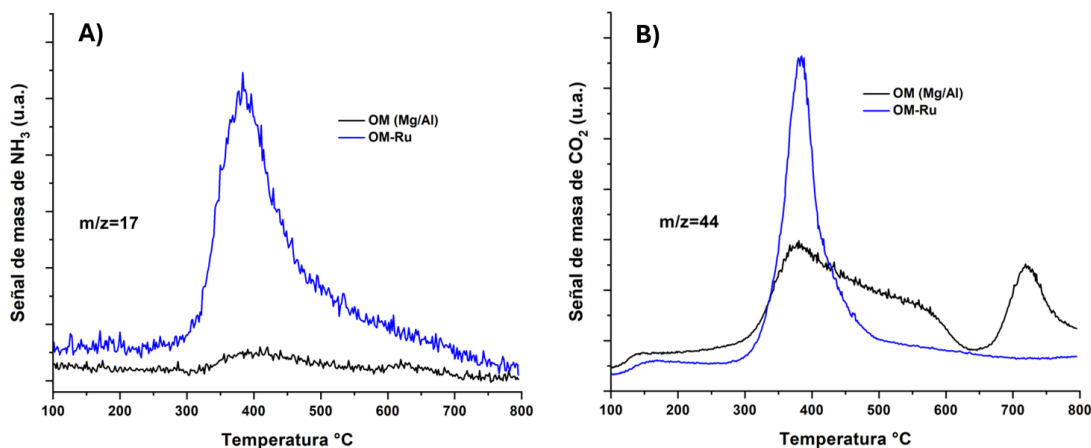 A)
Señal de masa de NH₃ (u.a.)
OM (Mg/Al)
OM-Ru
m/z=17
100 200 300 400 500 600 700 800
Temperatura °C
B)
Señal de masa de CO₂ (u.a.)
OM (Mg/Al)
OM-Ru
m/z=44
100 200 300 400 500 600 700 800
Temperatura °C